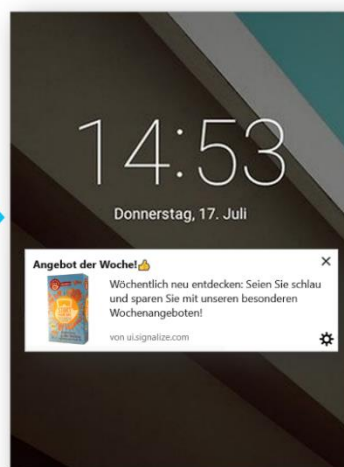 14:53
Donnerstag, 17. Juli
Angebot der Woche!👍
Wöchentlich neu entdecken: Seien Sie schlau
und sparen Sie mit unseren besonderen
Wochenangeboten!
von ui.signalize.com